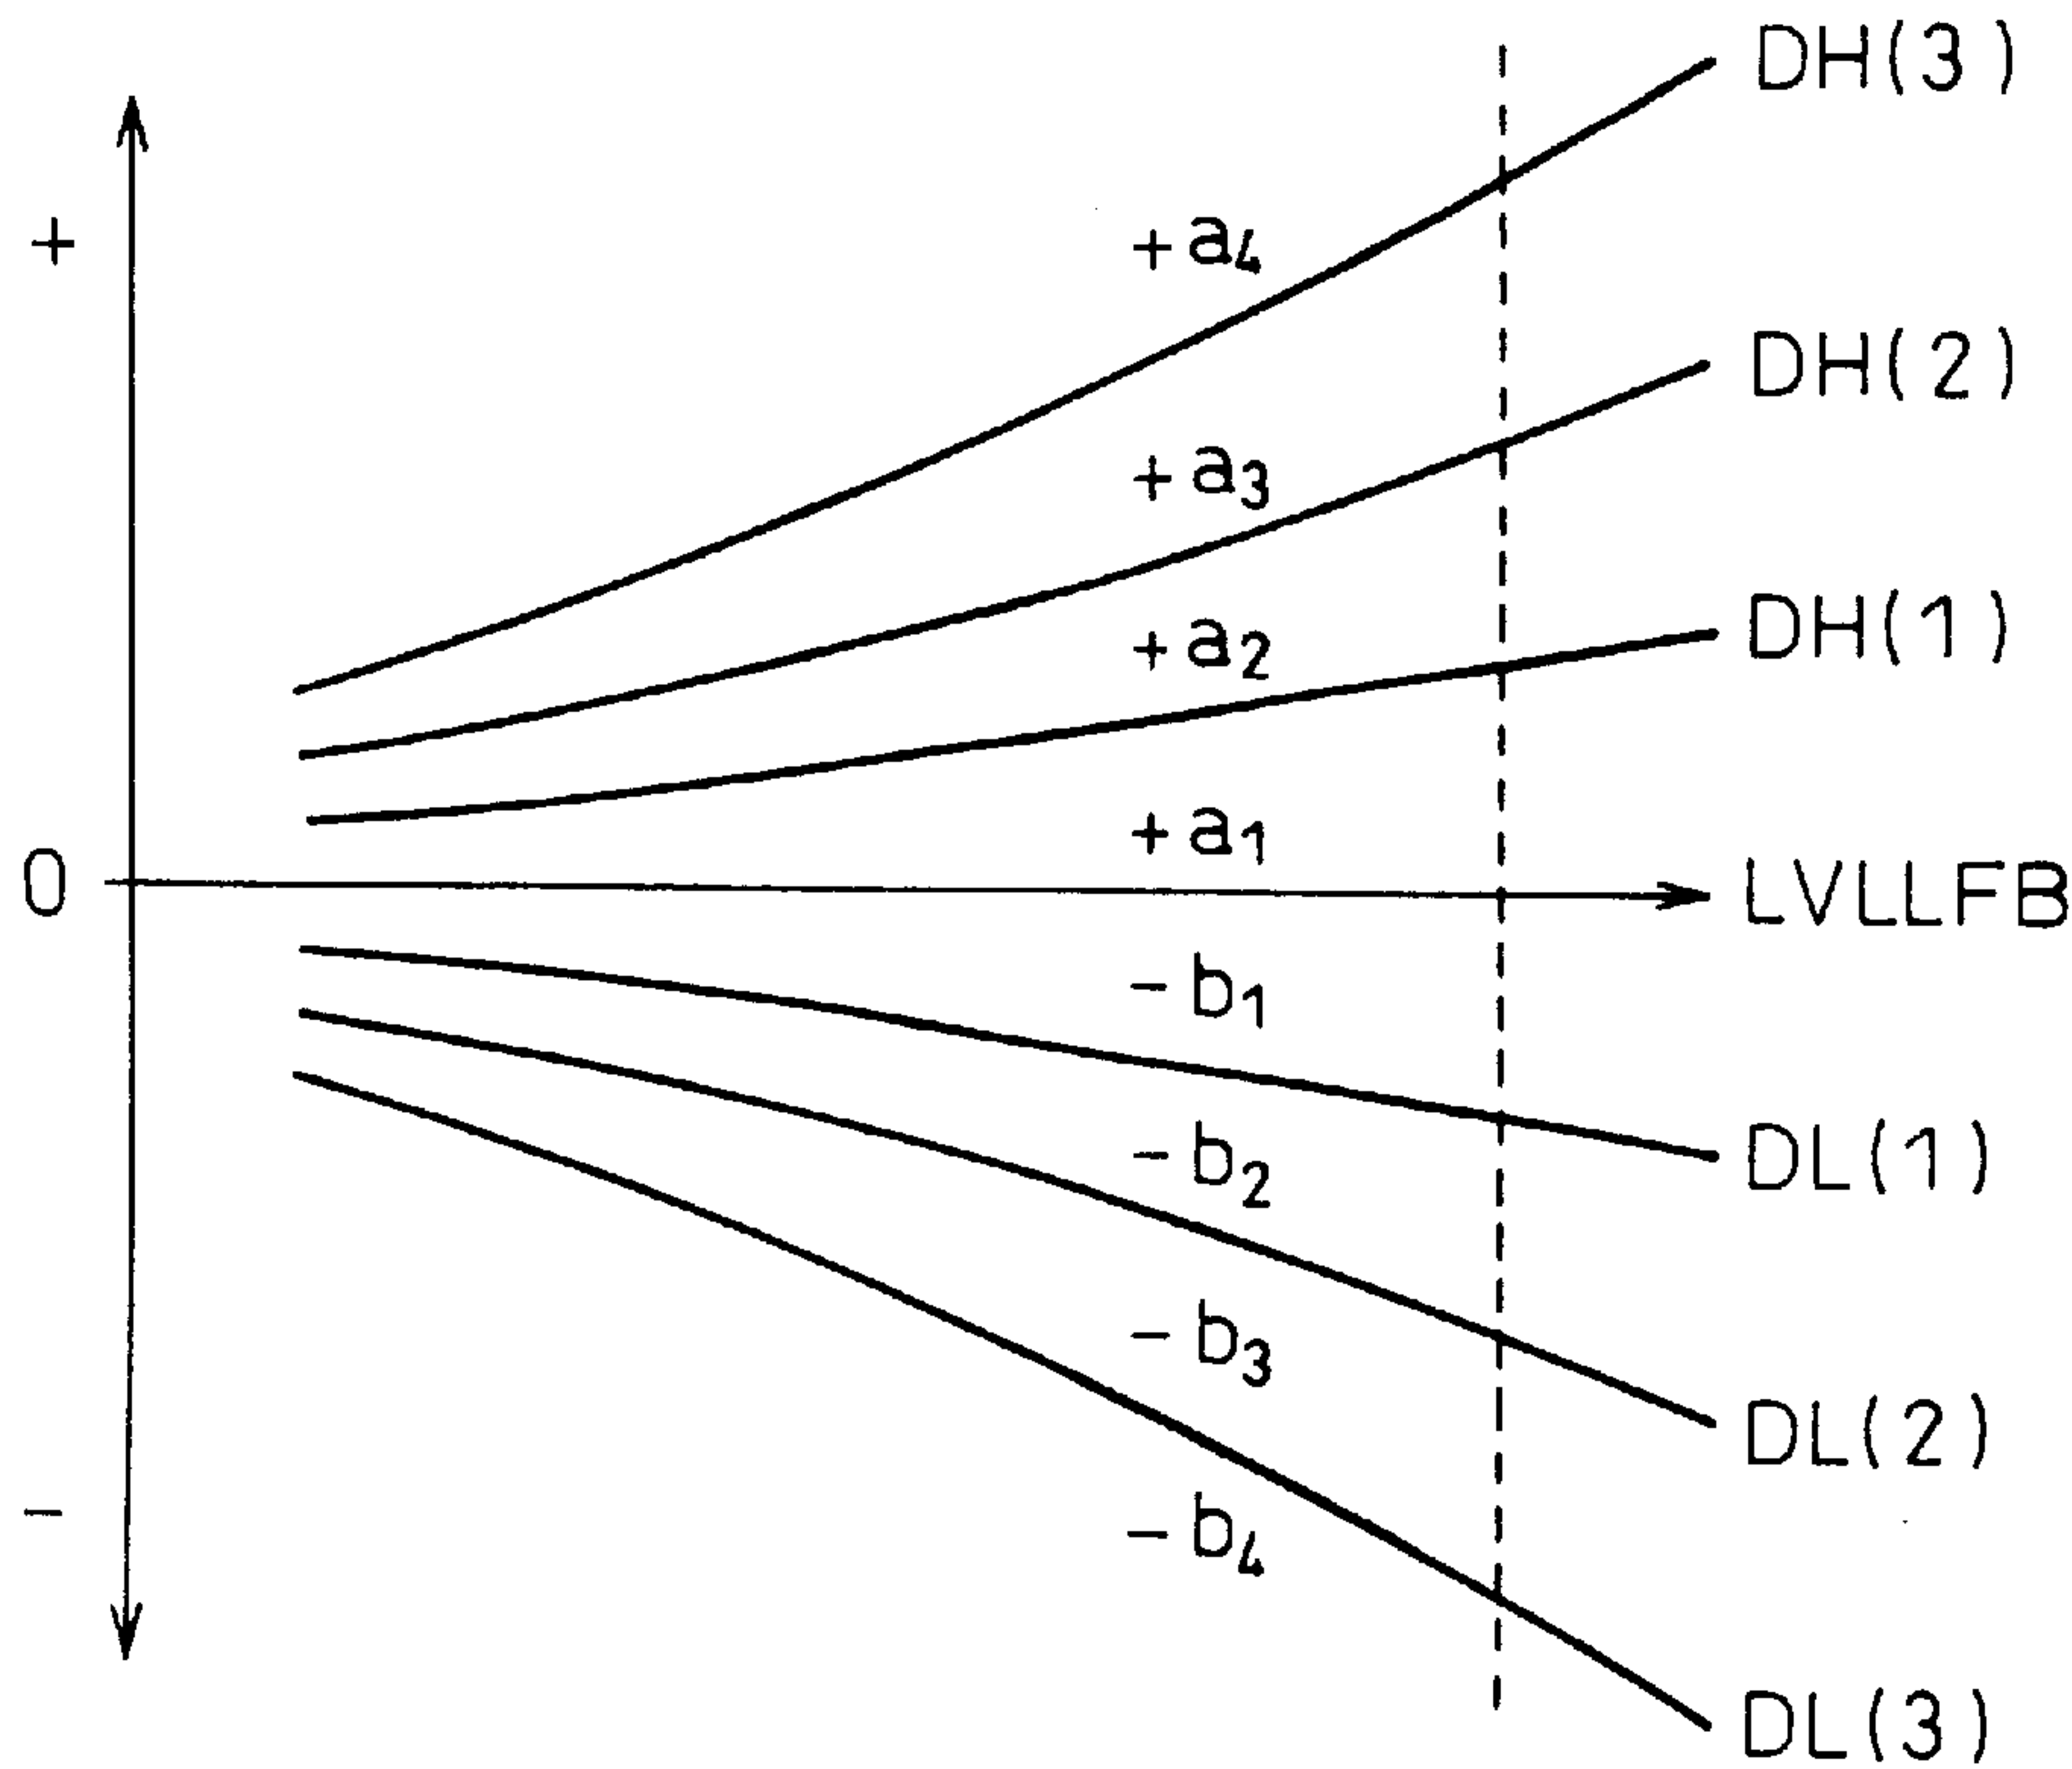 DH(3)
+
+a4
DH(2)
+a3
DH(1)
+a2
+a1
0
LVLLFB
-b1
-b2
DL(1)
-b3
DL(2)
-
-b4
DL(3)